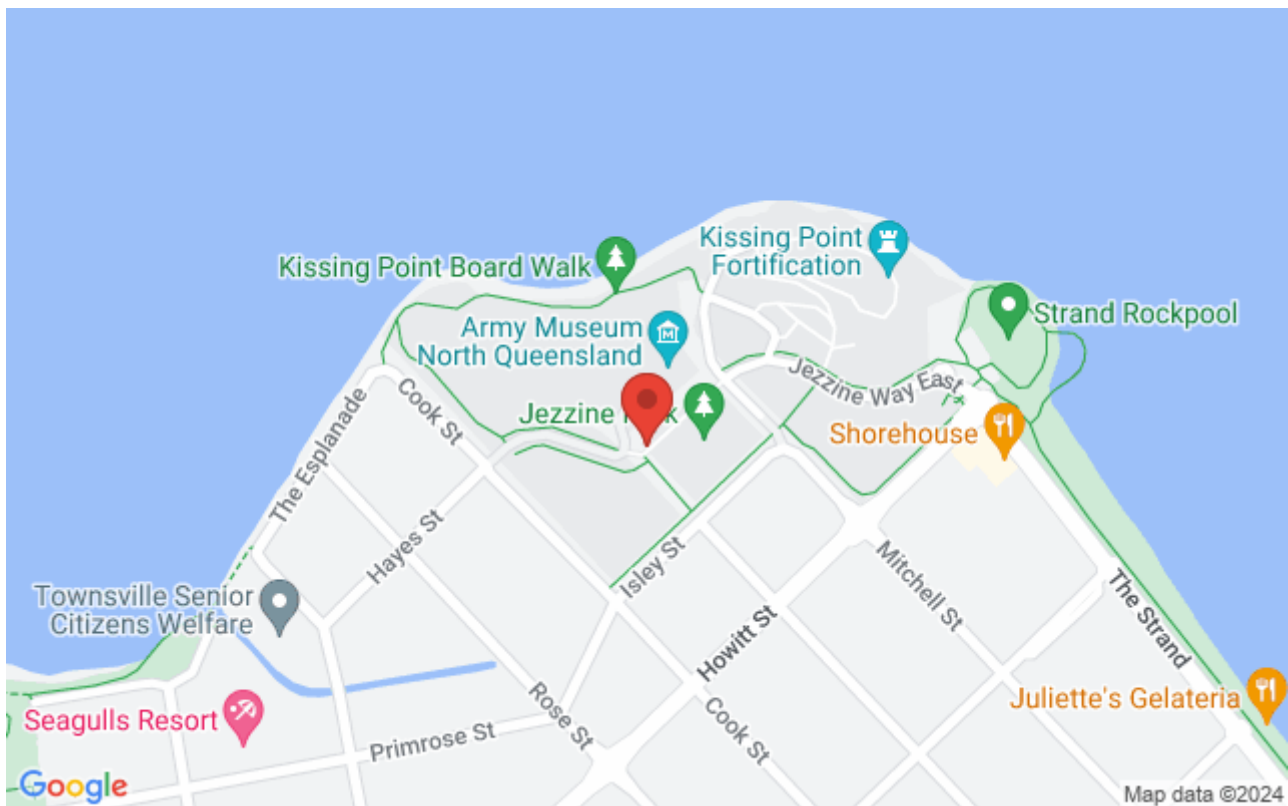 Kissing Point
Fortification
Kissing Point Board Walk
Strand Rockpool
Army Museum
North Queensland
Jezzine Way East
Jezzine
k
Cook St
Shorehouse
The Esplanade
Hayes St
Isley St
Mitchell St
Townsville Senior
Citizens Welfare
The Strand
Howitt St
Rose St
Cook St
Juliette's Gelateria
Seagulls Resort
Primrose St
Google
Map data ©2024